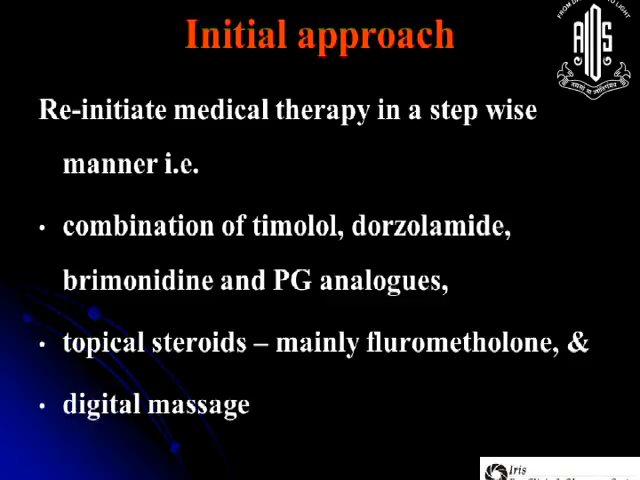 Initial approach
Re-initiate medical therapy in a step wise
manner i.e.
• combination of timolol, dorzolamide,
brimonidine and PG analogues,
• topical steroids – mainly flurometholone, &
• digital massage
Iris